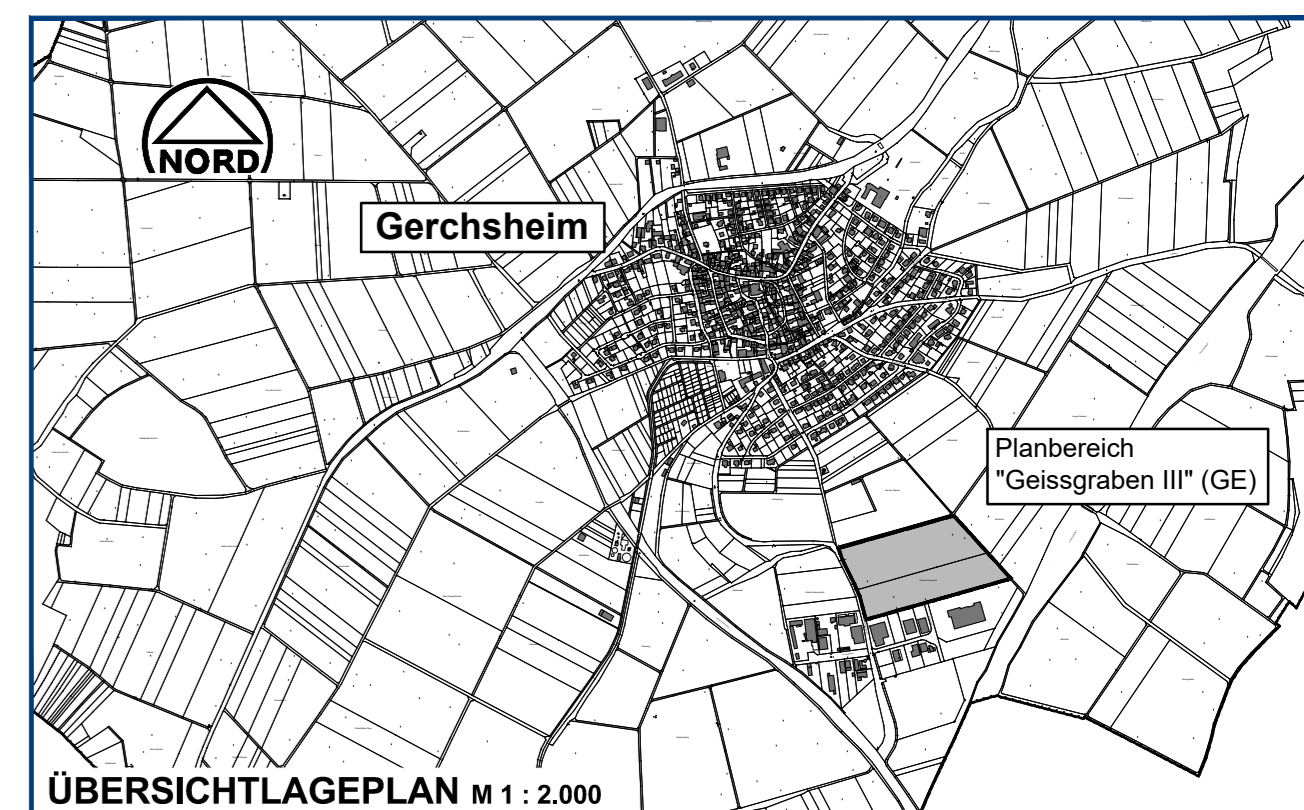 NORD
Gerchsheim
Planbereich
"Geissgraben III" (GE)
ÜBERSICHTLAGEPLAN M 1 : 2.000